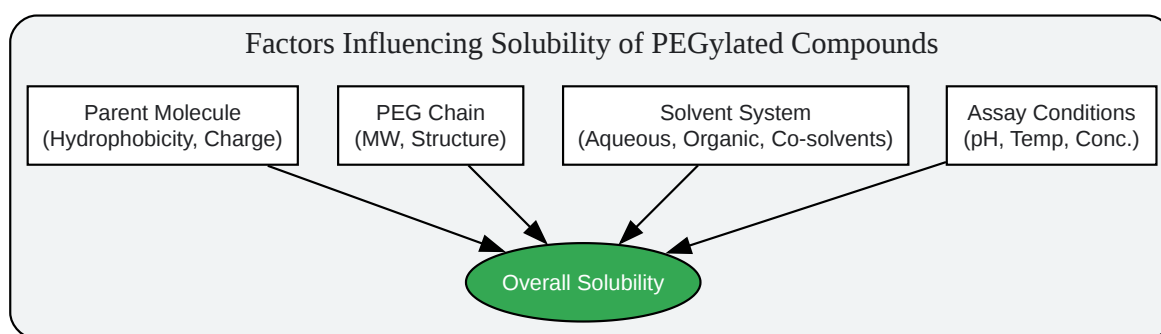 Factors Influencing Solubility of PEGylated Compounds
Parent Molecule
(Hydrophobicity, Charge)
PEG Chain
(MW, Structure)
Solvent System
(Aqueous, Organic, Co-solvents)
Assay Conditions
(pH, Temp, Conc.)
Overall Solubility